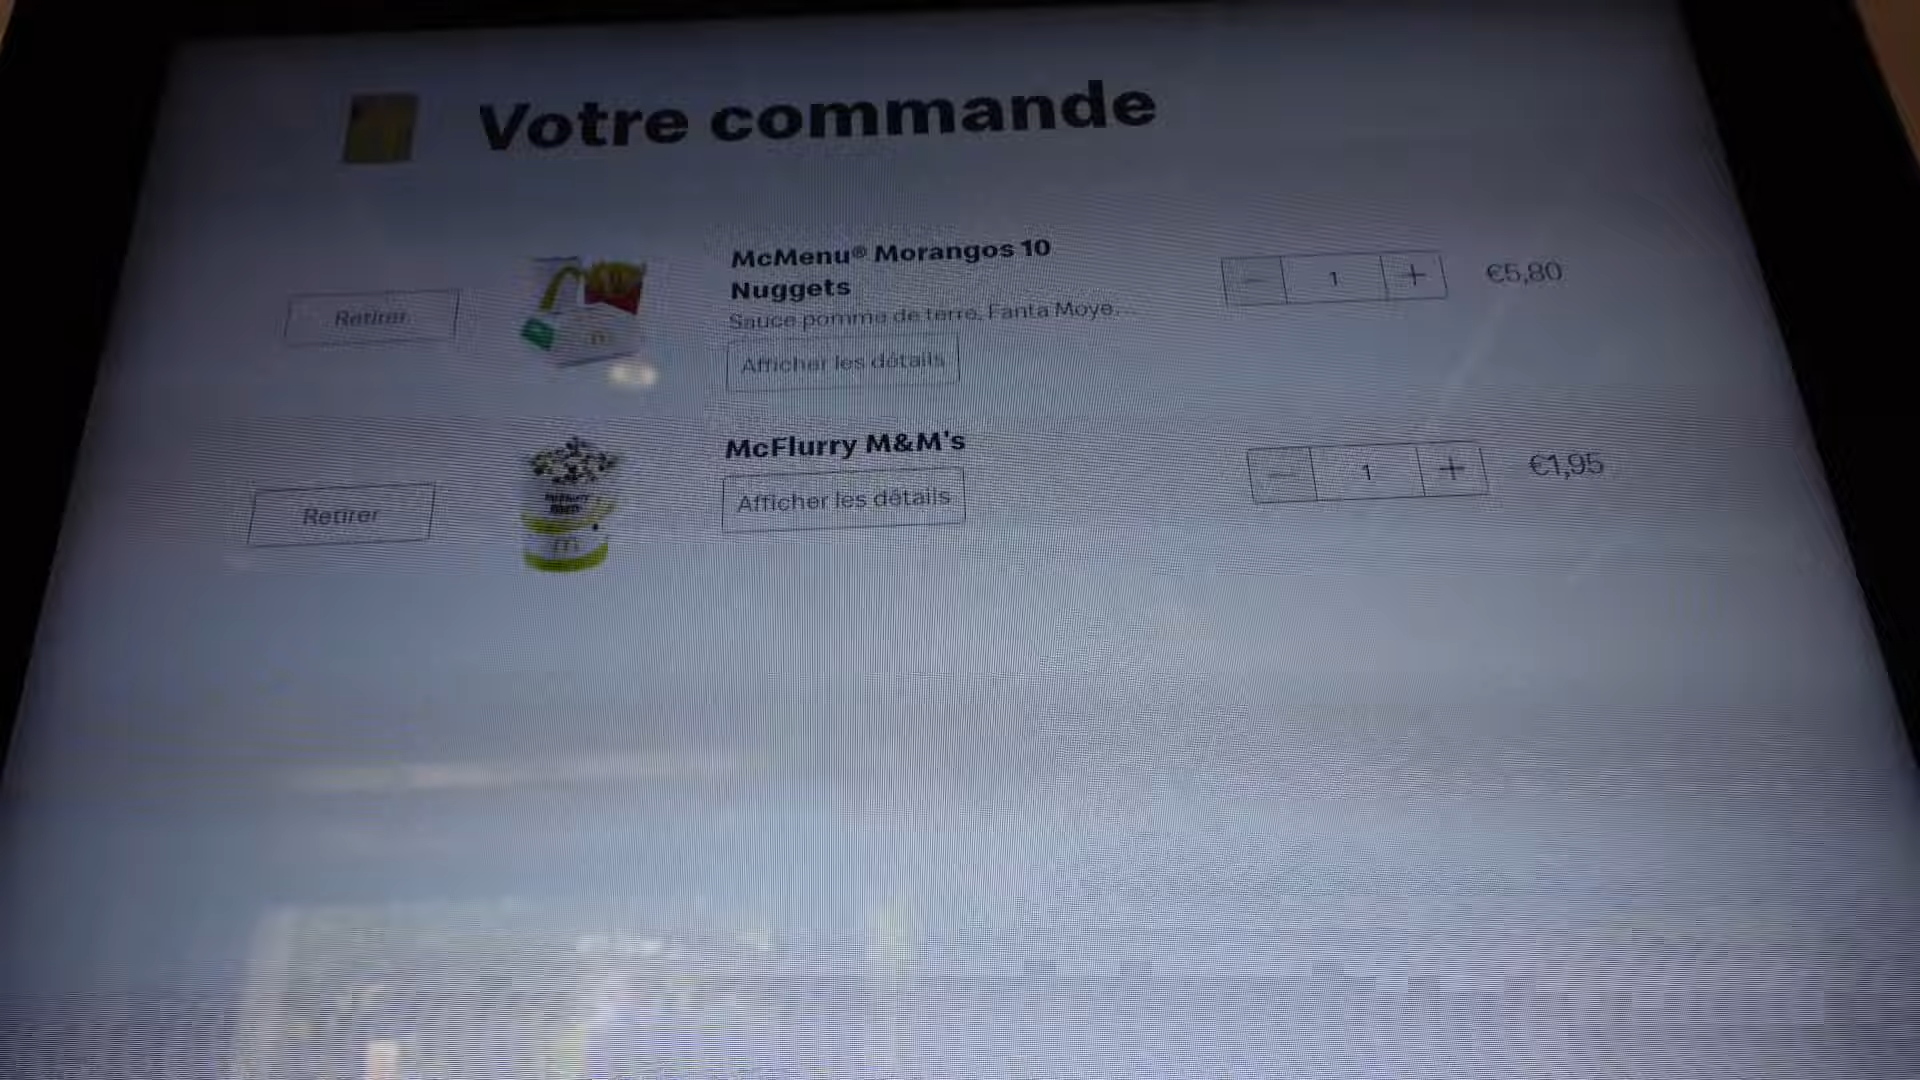 Votre commande
McMenu® Morangos 10
Nuggets
Sauce pomme de terre, Fanta Moye...
Retirer
Afficher les détails
- 1 + €5,80
McFlurry M&M's
Retirer
Afficher les détails
- 1 + €1,95